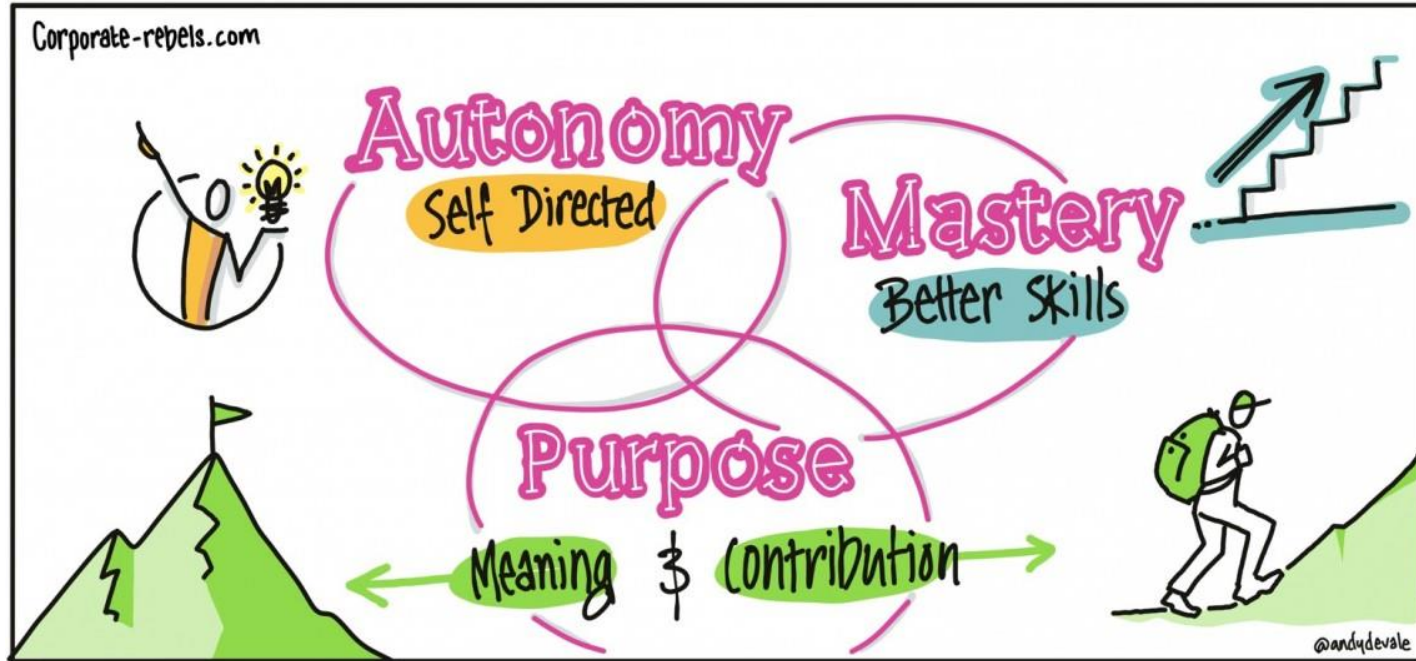 Corporate-rebels.com
Autonomy
Self Directed
Mastery
Better Skills
Purpose
Meaning & Contribution
@andydevale